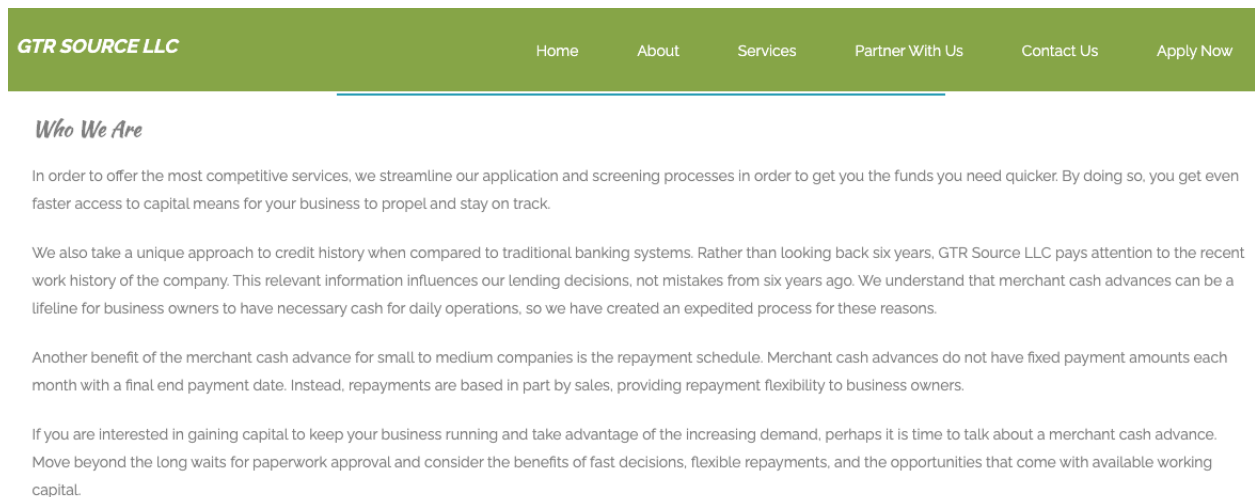 GTR SOURCE LLC
Home About Services Partner With Us Contact Us Apply Now
Who We Are
In order to offer the most competitive services, we streamline our application and screening processes in order to get you the funds you need quicker. By doing so, you get even
faster access to capital means for your business to propel and stay on track.
We also take a unique approach to credit history when compared to traditional banking systems. Rather than looking back six years, GTR Source LLC pays attention to the recent
work history of the company. This relevant information influences our lending decisions, not mistakes from six years ago. We understand that merchant cash advances can be a
lifeline for business owners to have necessary cash for daily operations, so we have created an expedited process for these reasons.
Another benefit of the merchant cash advance for small to medium companies is the repayment schedule. Merchant cash advances do not have fixed payment amounts each
month with a final end payment date. Instead, repayments are based in part by sales, providing repayment flexibility to business owners.
If you are interested in gaining capital to keep your business running and take advantage of the increasing demand, perhaps it is time to talk about a merchant cash advance.
Move beyond the long waits for paperwork approval and consider the benefits of fast decisions, flexible repayments, and the opportunities that come with available working
capital.